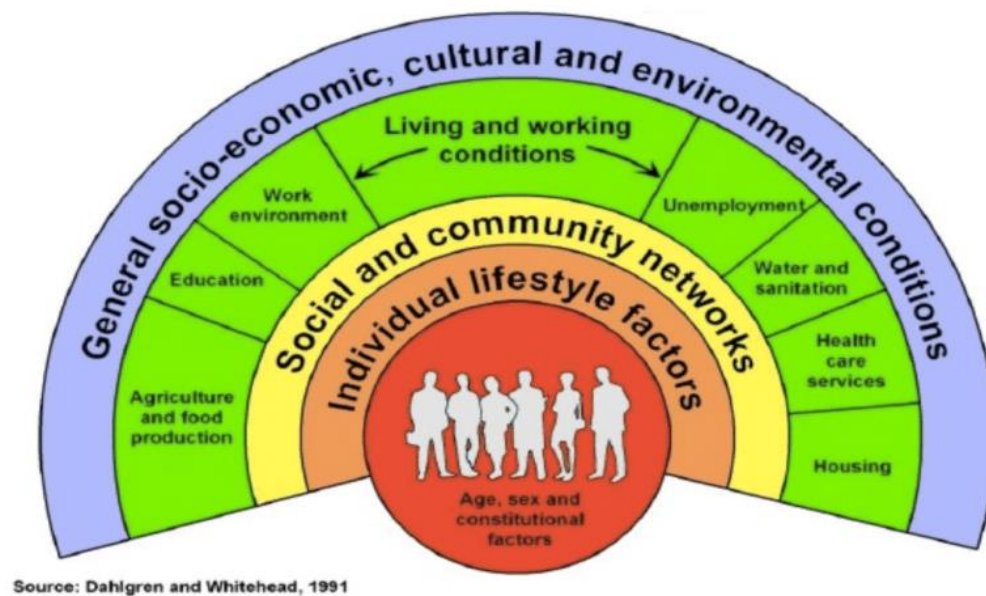 General socio-economic, cultural and environmental conditions
Living and working
conditions
Work
environment
Unemployment
Education
Water and
sanitation
Agriculture
and food
production
Health
care
services
Housing
Social and community networks
Individual lifestyle factors
Age, sex and
constitutional
factors
Source: Dahlgren and Whitehead, 1991